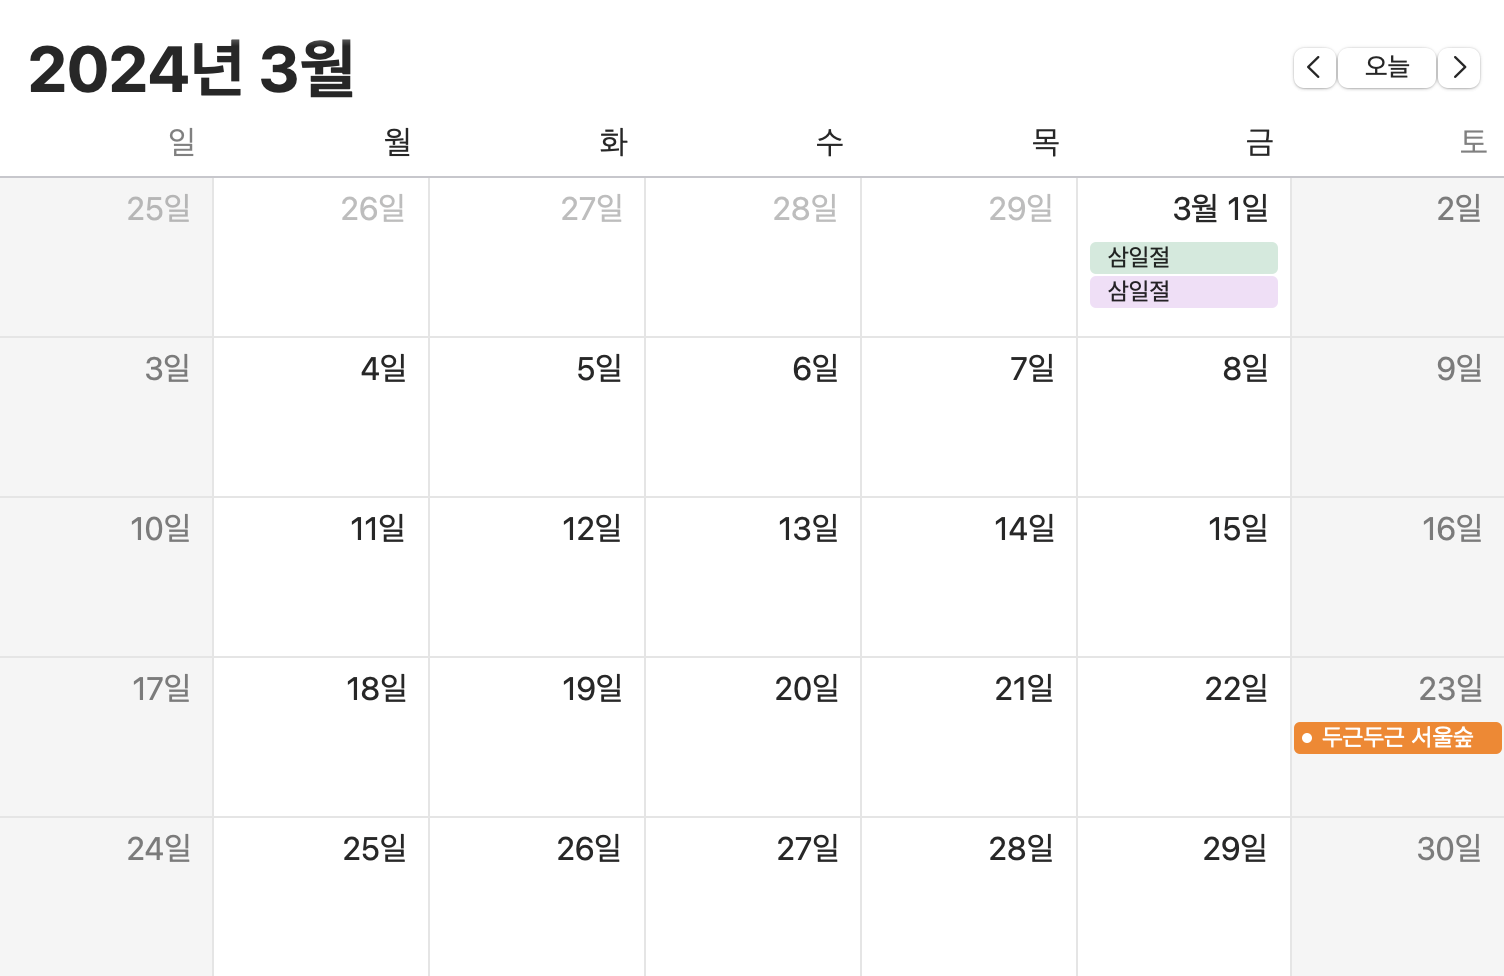 2024년 3월
오늘
일 월 화 수 목 금 토
25일 26일 27일 28일 29일 3월 1일 2일
삼일절
삼일절
3일 4일 5일 6일 7일 8일 9일
10일 11일 12일 13일 14일 15일 16일
17일 18일 19일 20일 21일 22일 23일
두근두근 서울숲
24일 25일 26일 27일 28일 29일 30일